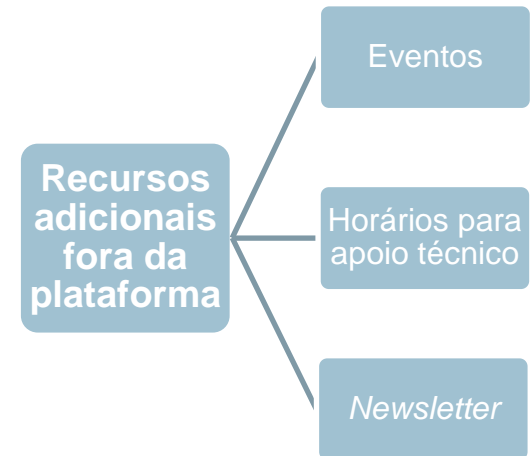 Recursos
adicionais
fora da
plataforma
Eventos
Horários para
apoio técnico
Newsletter